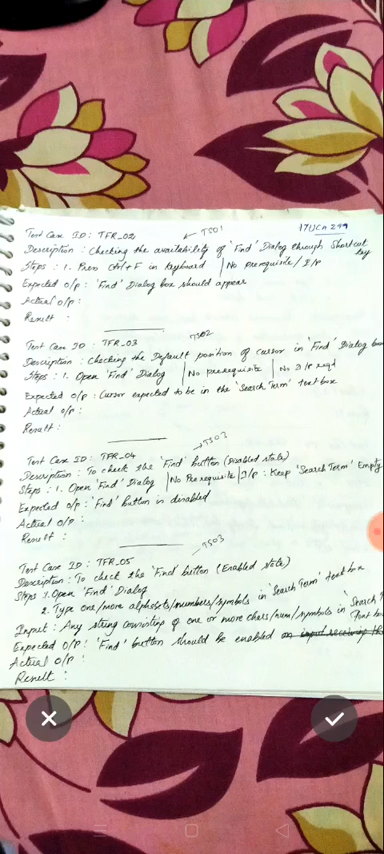 TS01
17UCA249
Test Case ID : TFR_02
Description : Checking the availability of 'Find' Dialog through Shortcut key
Steps : 1. Press Ctrl+F in keyboard | No Prerequisite / I/P
Expected o/p : 'Find' Dialog box should appear
Actual o/p :
Result :
TS02
Test Case ID : TFR_03
Description : Checking the Default position of cursor in 'Find' Dialog box
Steps : 1. Open 'Find' Dialog | No prerequisite | No I/P reqd
Expected o/p : Cursor expected to be in the 'Search Term' text box
Actual o/p :
Result :
TS03
Test Case ID : TFR_04
Description : To check the 'Find' button (Disabled state)
Steps : 1. Open 'Find' Dialog | No Prerequisite | I/P : Keep 'Search Term' Empty
Expected o/p : 'Find' button is disabled
Actual o/p :
Result :
TS03
Test Case ID : TFR_05
Description : To check the 'Find' button (Enabled state)
Steps 1. Open 'Find' Dialog
2. Type one/more alphabets/numbers/symbols in 'Search Term' text box
Input : Any string consisting of one or more chars/num/symbols in 'Search
Expected o/p : 'Find' button should be enabled on input receiving
Actual o/p :
Result :